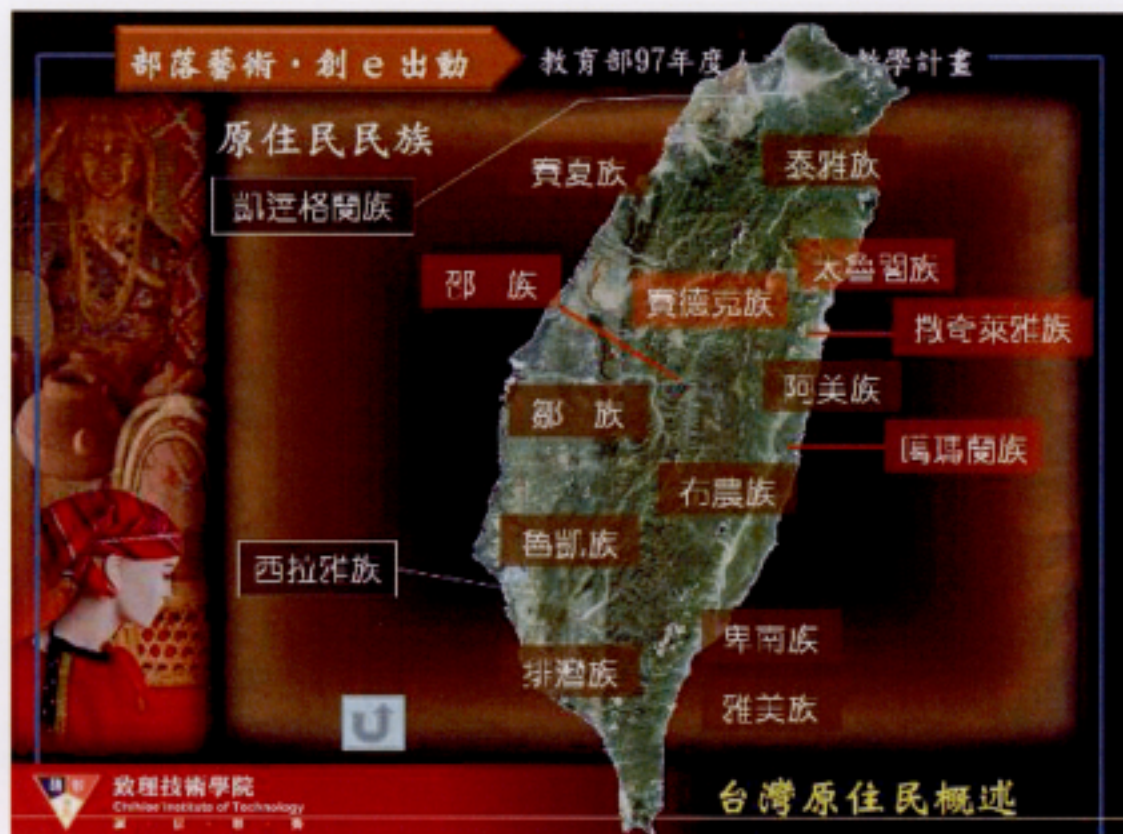 部落藝術·創e出動
教育部97年度人 教學計畫
原住民民族
賽夏族
泰雅族
凱達格蘭族
太魯閣族
邵 族
賽德克族
撒奇萊雅族
阿美族
鄒 族
噶瑪蘭族
布農族
魯凱族
西拉雅族
卑南族
排灣族
雅美族
致理技術學院
Chihlee Institute of Technology
台灣原住民概述